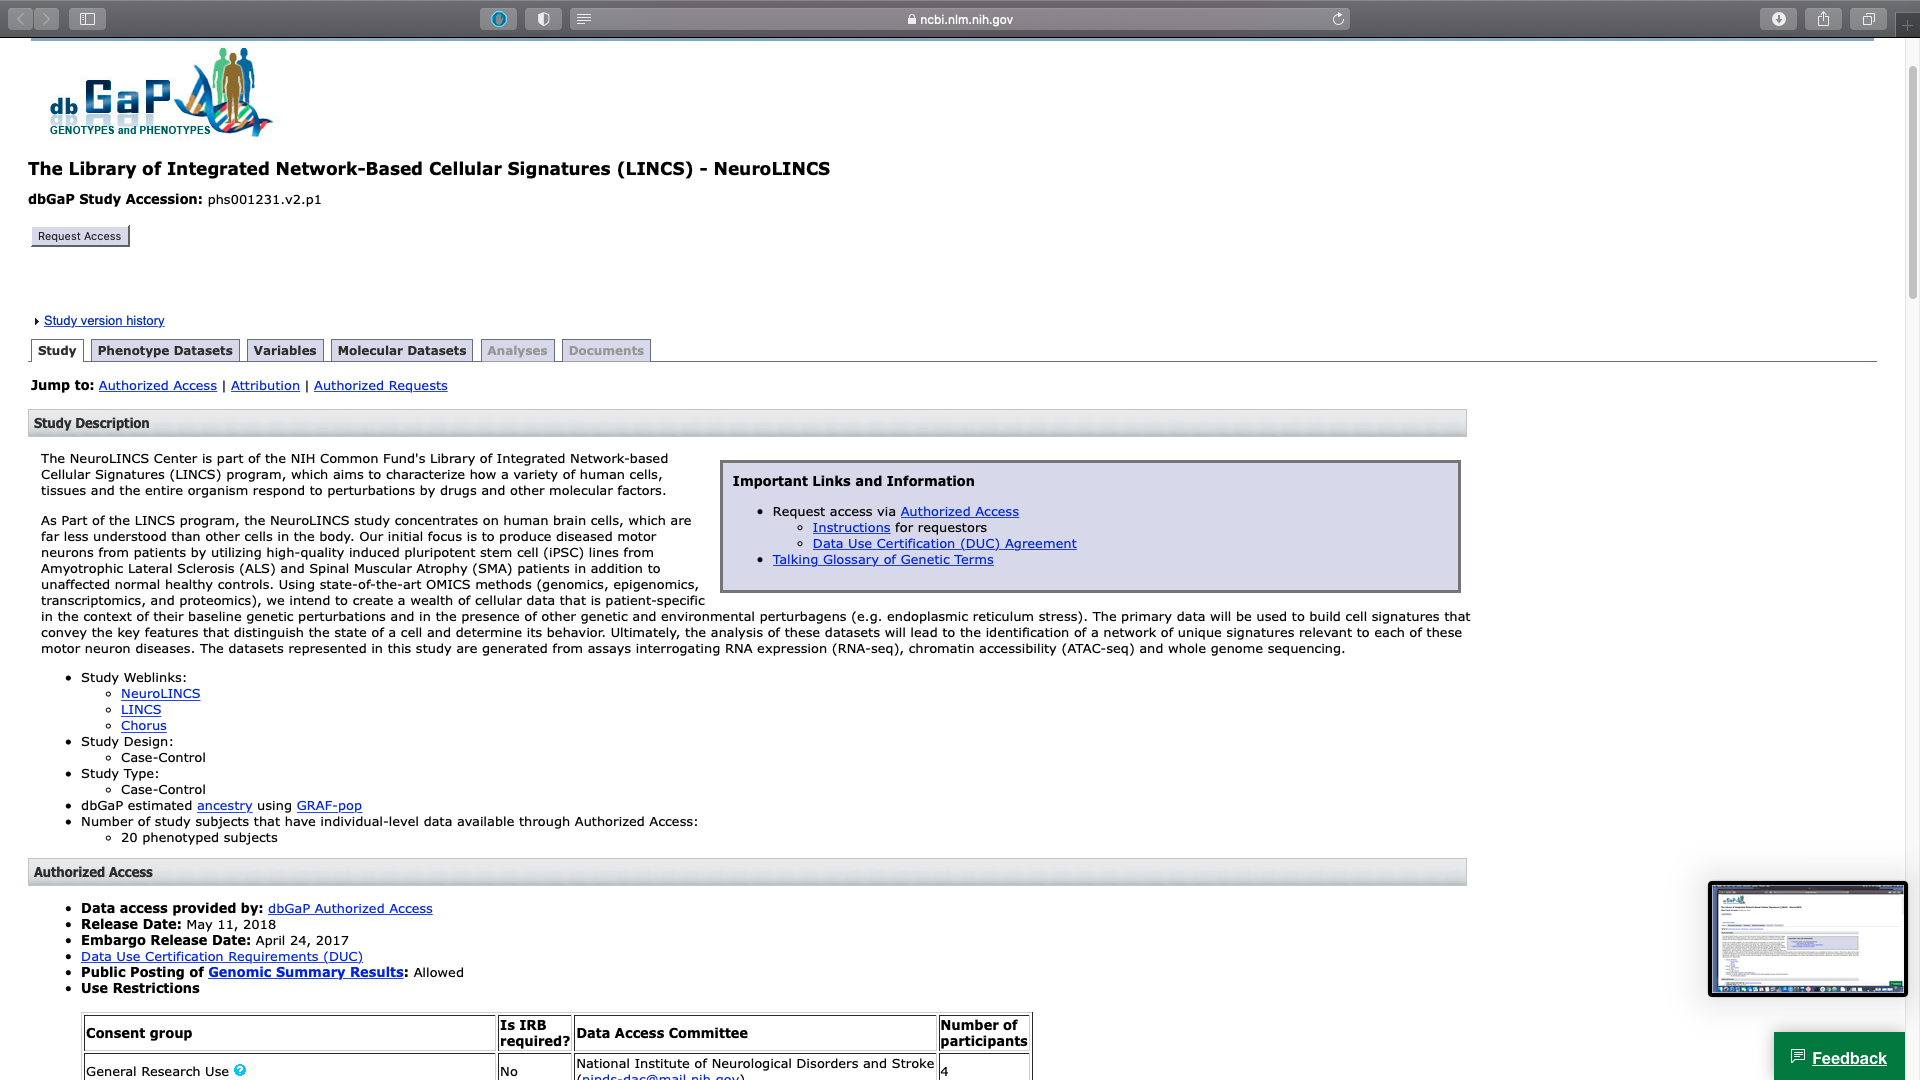 ncbi.nlm.nih.gov
db GaP
GENOTYPES and PHENOTYPES
The Library of Integrated Network-Based Cellular Signatures (LINCS) - NeuroLINCS
dbGaP Study Accession: phs001231.v2.p1
Request Access
Study version history
Study Phenotype Datasets Variables Molecular Datasets Analyses Documents
Jump to: Authorized Access | Attribution | Authorized Requests
Study Description
The NeuroLINCS Center is part of the NIH Common Fund's Library of Integrated Network-based
Cellular Signatures (LINCS) program, which aims to characterize how a variety of human cells,
tissues and the entire organism respond to perturbations by drugs and other molecular factors.
As Part of the LINCS program, the NeuroLINCS study concentrates on human brain cells, which are
far less understood than other cells in the body. Our initial focus is to produce diseased motor
neurons from patients by utilizing high-quality induced pluripotent stem cell (iPSC) lines from
Amyotrophic Lateral Sclerosis (ALS) and Spinal Muscular Atrophy (SMA) patients in addition to
unaffected normal healthy controls. Using state-of-the-art OMICS methods (genomics, epigenomics,
transcriptomics, and proteomics), we intend to create a wealth of cellular data that is patient-specific
in the context of their baseline genetic perturbations and in the presence of other genetic and environmental perturbagens (e.g. endoplasmic reticulum stress). The primary data will be used to build cell signatures that
convey the key features that distinguish the state of a cell and determine its behavior. Ultimately, the analysis of these datasets will lead to the identification of a network of unique signatures relevant to each of these
motor neuron diseases. The datasets represented in this study are generated from assays interrogating RNA expression (RNA-seq), chromatin accessibility (ATAC-seq) and whole genome sequencing.
Important Links and Information
Request access via Authorized Access
Instructions for requestors
Data Use Certification (DUC) Agreement
Talking Glossary of Genetic Terms
Study Weblinks:
NeuroLINCS
LINCS
Chorus
Study Design:
Case-Control
Study Type:
Case-Control
dbGaP estimated ancestry using GRAF-pop
Number of study subjects that have individual-level data available through Authorized Access:
20 phenotyped subjects
Authorized Access
Data access provided by: dbGaP Authorized Access
Release Date: May 11, 2018
Embargo Release Date: April 24, 2017
Data Use Certification Requirements (DUC)
Public Posting of Genomic Summary Results: Allowed
Use Restrictions
Consent group
Is IRB
required?
Data Access Committee
Number of
participants
General Research Use
No
National Institute of Neurological Disorders and Stroke
(ninds-dac@mail.nih.gov)
4
Feedback